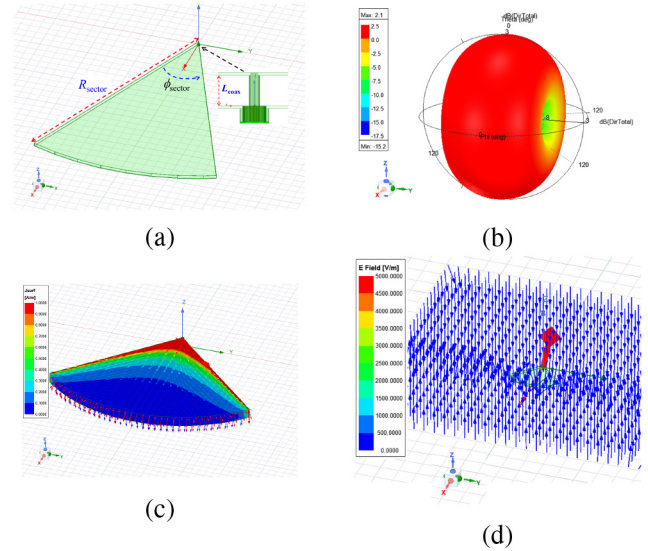 Z
Y
R_sector
ϕ_sector
L_coax
Z
X
Y
(a)
dB(DirTotal)
Theta (deg)
0
Max: 2.1
2.5
0.0
-2.5
-5.0
-7.5
-10.0
-12.5
-15.0
-17.5
Min: -15.2
120
dB(DirTotal)
120
120
Z
X
Y
(b)
Jsurf
Z
Y
Z
X
Y
(c)
E Field [V/m]
5000.0000
4500.0000
4000.0000
3500.0000
3000.0000
2500.0000
2000.0000
1500.0000
1000.0000
500.0000
0.0000
Z
X
Y
(d)